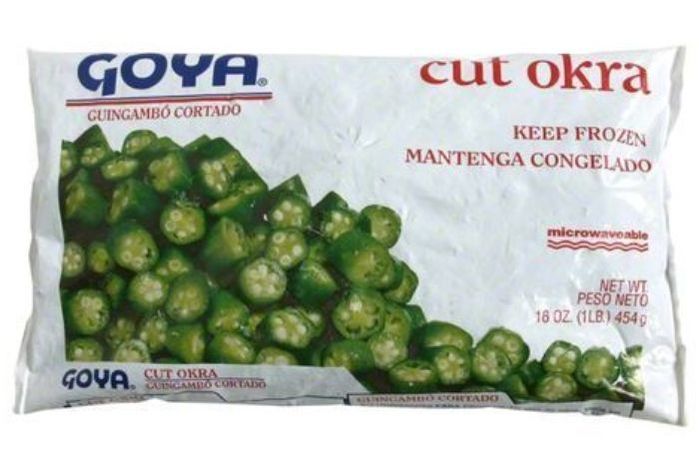 GOYA®
GUINGAMBÓ CORTADO
cut okra
KEEP FROZEN
MANTENGA CONGELADO
microwaveable
NET WT.
PESO NETO
16 OZ. (1LB.) 454g
GOYA®
CUT OKRA
GUINGAMBÓ CORTADO
GUINGAMBÓ CORTADO